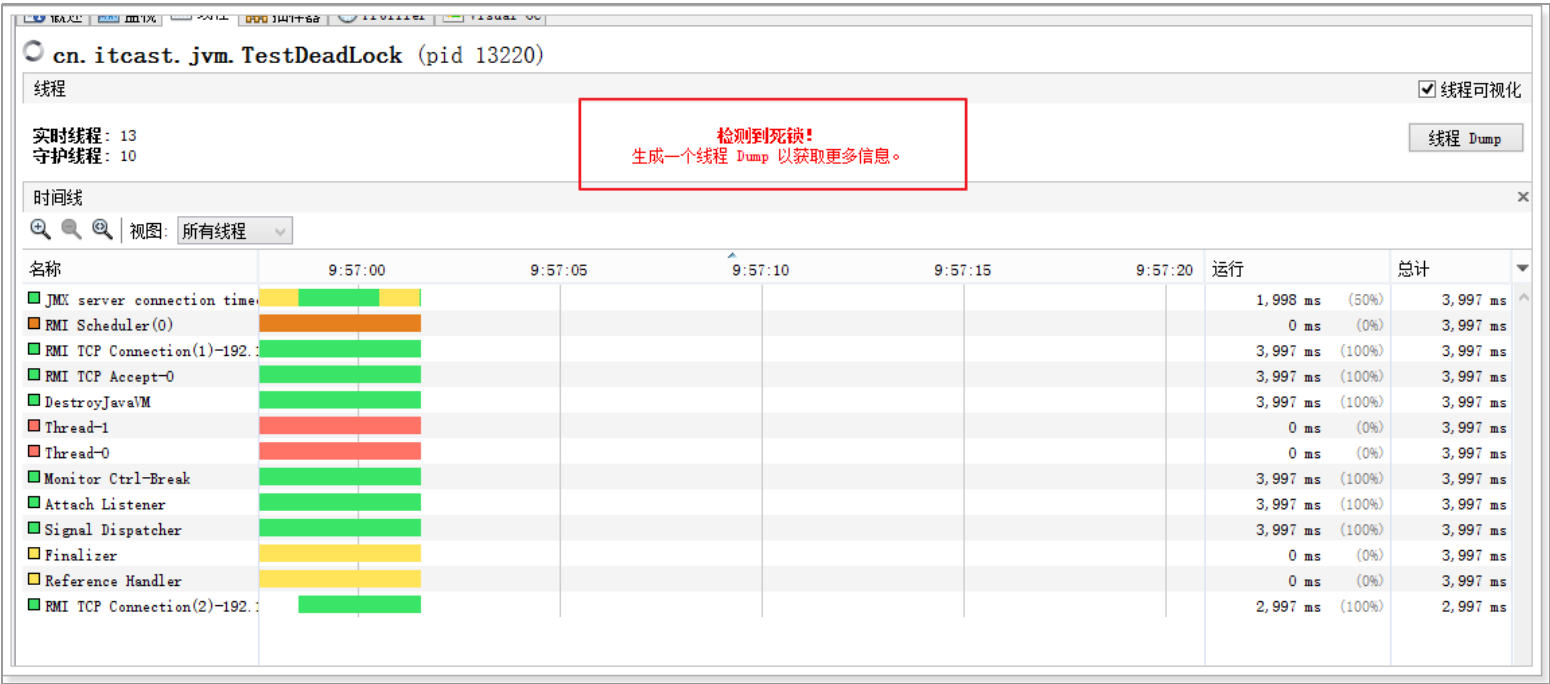 概述 监视 线程 抽样器 Profiler Visual GC
cn.itcast.jvm.TestDeadLock (pid 13220)
线程 线程可视化
实时线程: 13
守护线程: 10
检测到死锁!
生成一个线程 Dump 以获取更多信息。
线程 Dump
时间线
视图: 所有线程
名称 9:57:00 9:57:05 9:57:10 9:57:15 9:57:20 运行 总计
JMX server connection time 1,998 ms (50%) 3,997 ms
RMI Scheduler(0) 0 ms (0%) 3,997 ms
RMI TCP Connection(1)-192. 3,997 ms (100%) 3,997 ms
RMI TCP Accept-0 3,997 ms (100%) 3,997 ms
DestroyJavaVM 3,997 ms (100%) 3,997 ms
Thread-1 0 ms (0%) 3,997 ms
Thread-0 0 ms (0%) 3,997 ms
Monitor Ctrl-Break 3,997 ms (100%) 3,997 ms
Attach Listener 3,997 ms (100%) 3,997 ms
Signal Dispatcher 3,997 ms (100%) 3,997 ms
Finalizer 0 ms (0%) 3,997 ms
Reference Handler 0 ms (0%) 3,997 ms
RMI TCP Connection(2)-192. 2,997 ms (100%) 2,997 ms